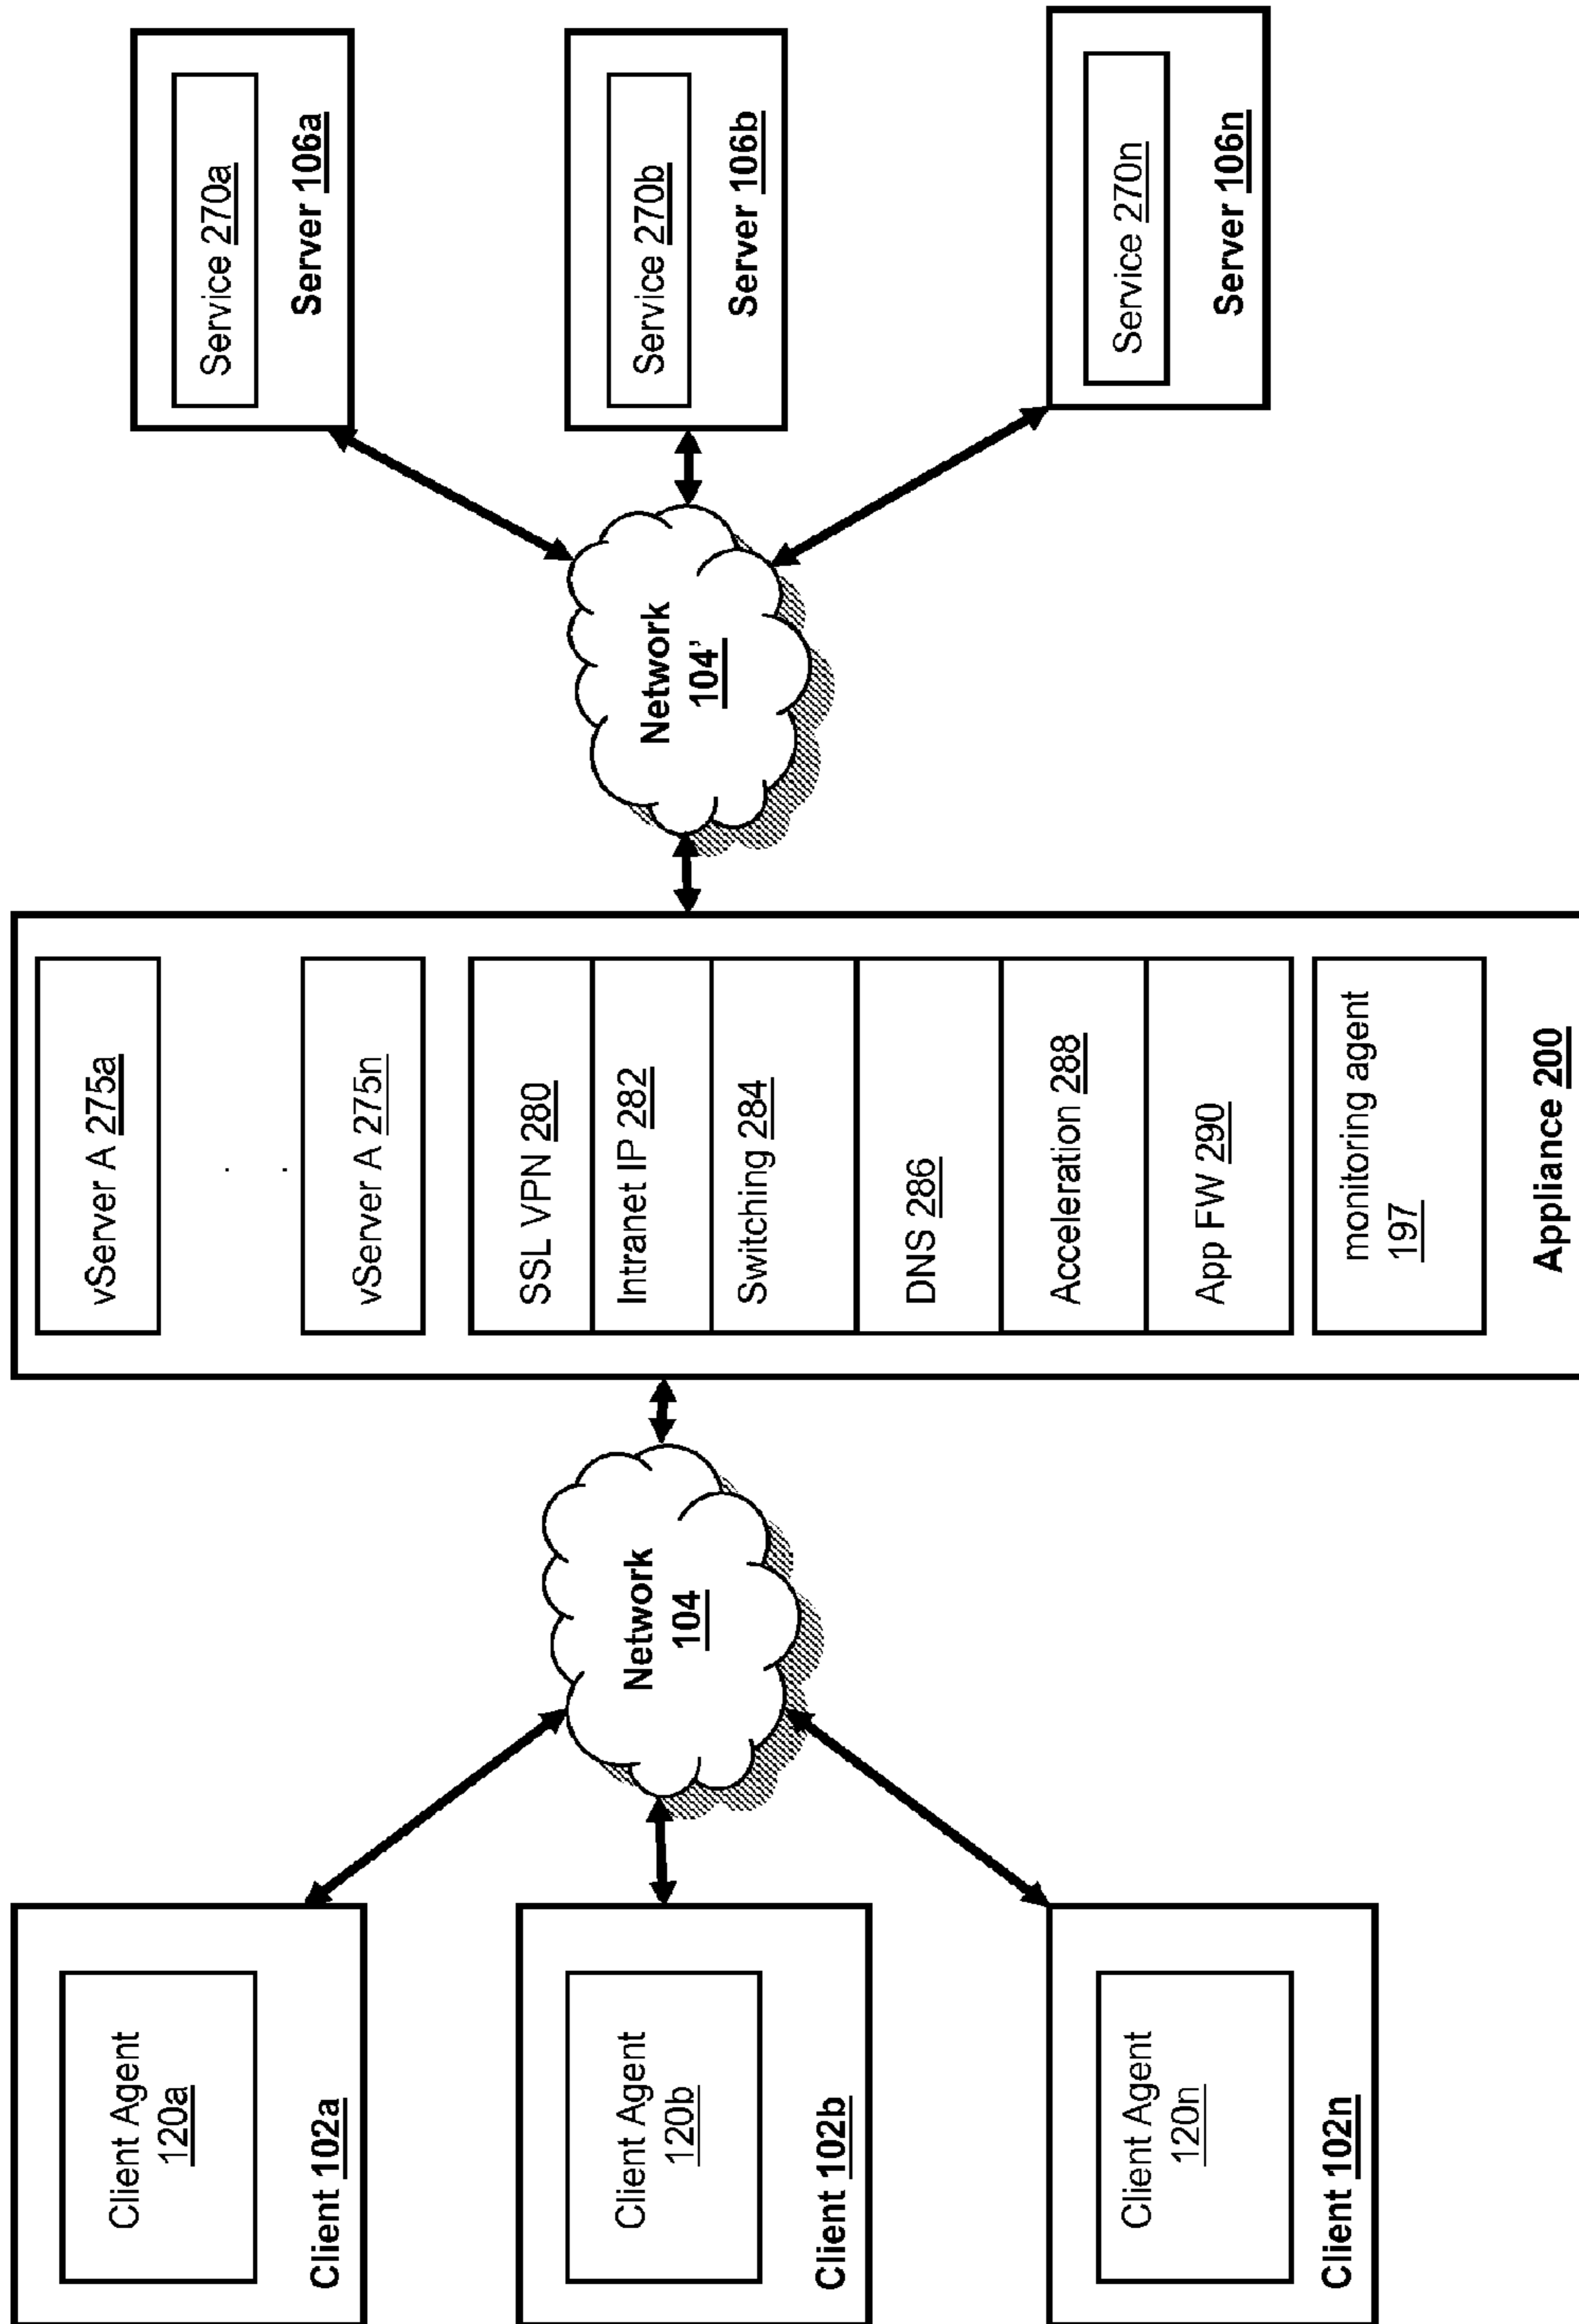 Client Agent
120a
Client 102a
Client Agent
120b
Client 102b
Client Agent
120n
Client 102n
Network
104
vServer A 275a
vServer A 275n
SSL VPN 280
Intranet IP 282
Switching 284
DNS 286
Acceleration 288
App FW 290
monitoring agent
197
Appliance 200
Network
104'
Service 270a
Server 106a
Service 270b
Server 106b
Service 270n
Server 106n